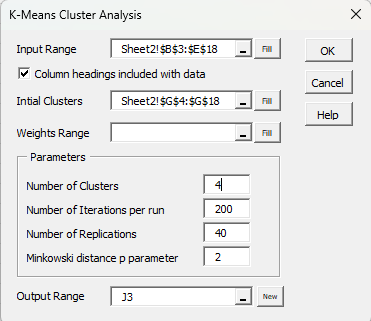 K-Means Cluster Analysis
Input Range Sheet2!$B$3:$E$18 Fill OK
Column headings included with data
Cancel
Intial Clusters Sheet2!$G$4:$G$18 Fill
Help
Weights Range Fill
Parameters
Number of Clusters 4
Number of Iterations per run 200
Number of Replications 40
Minkowski distance p parameter 2
Output Range J3 New